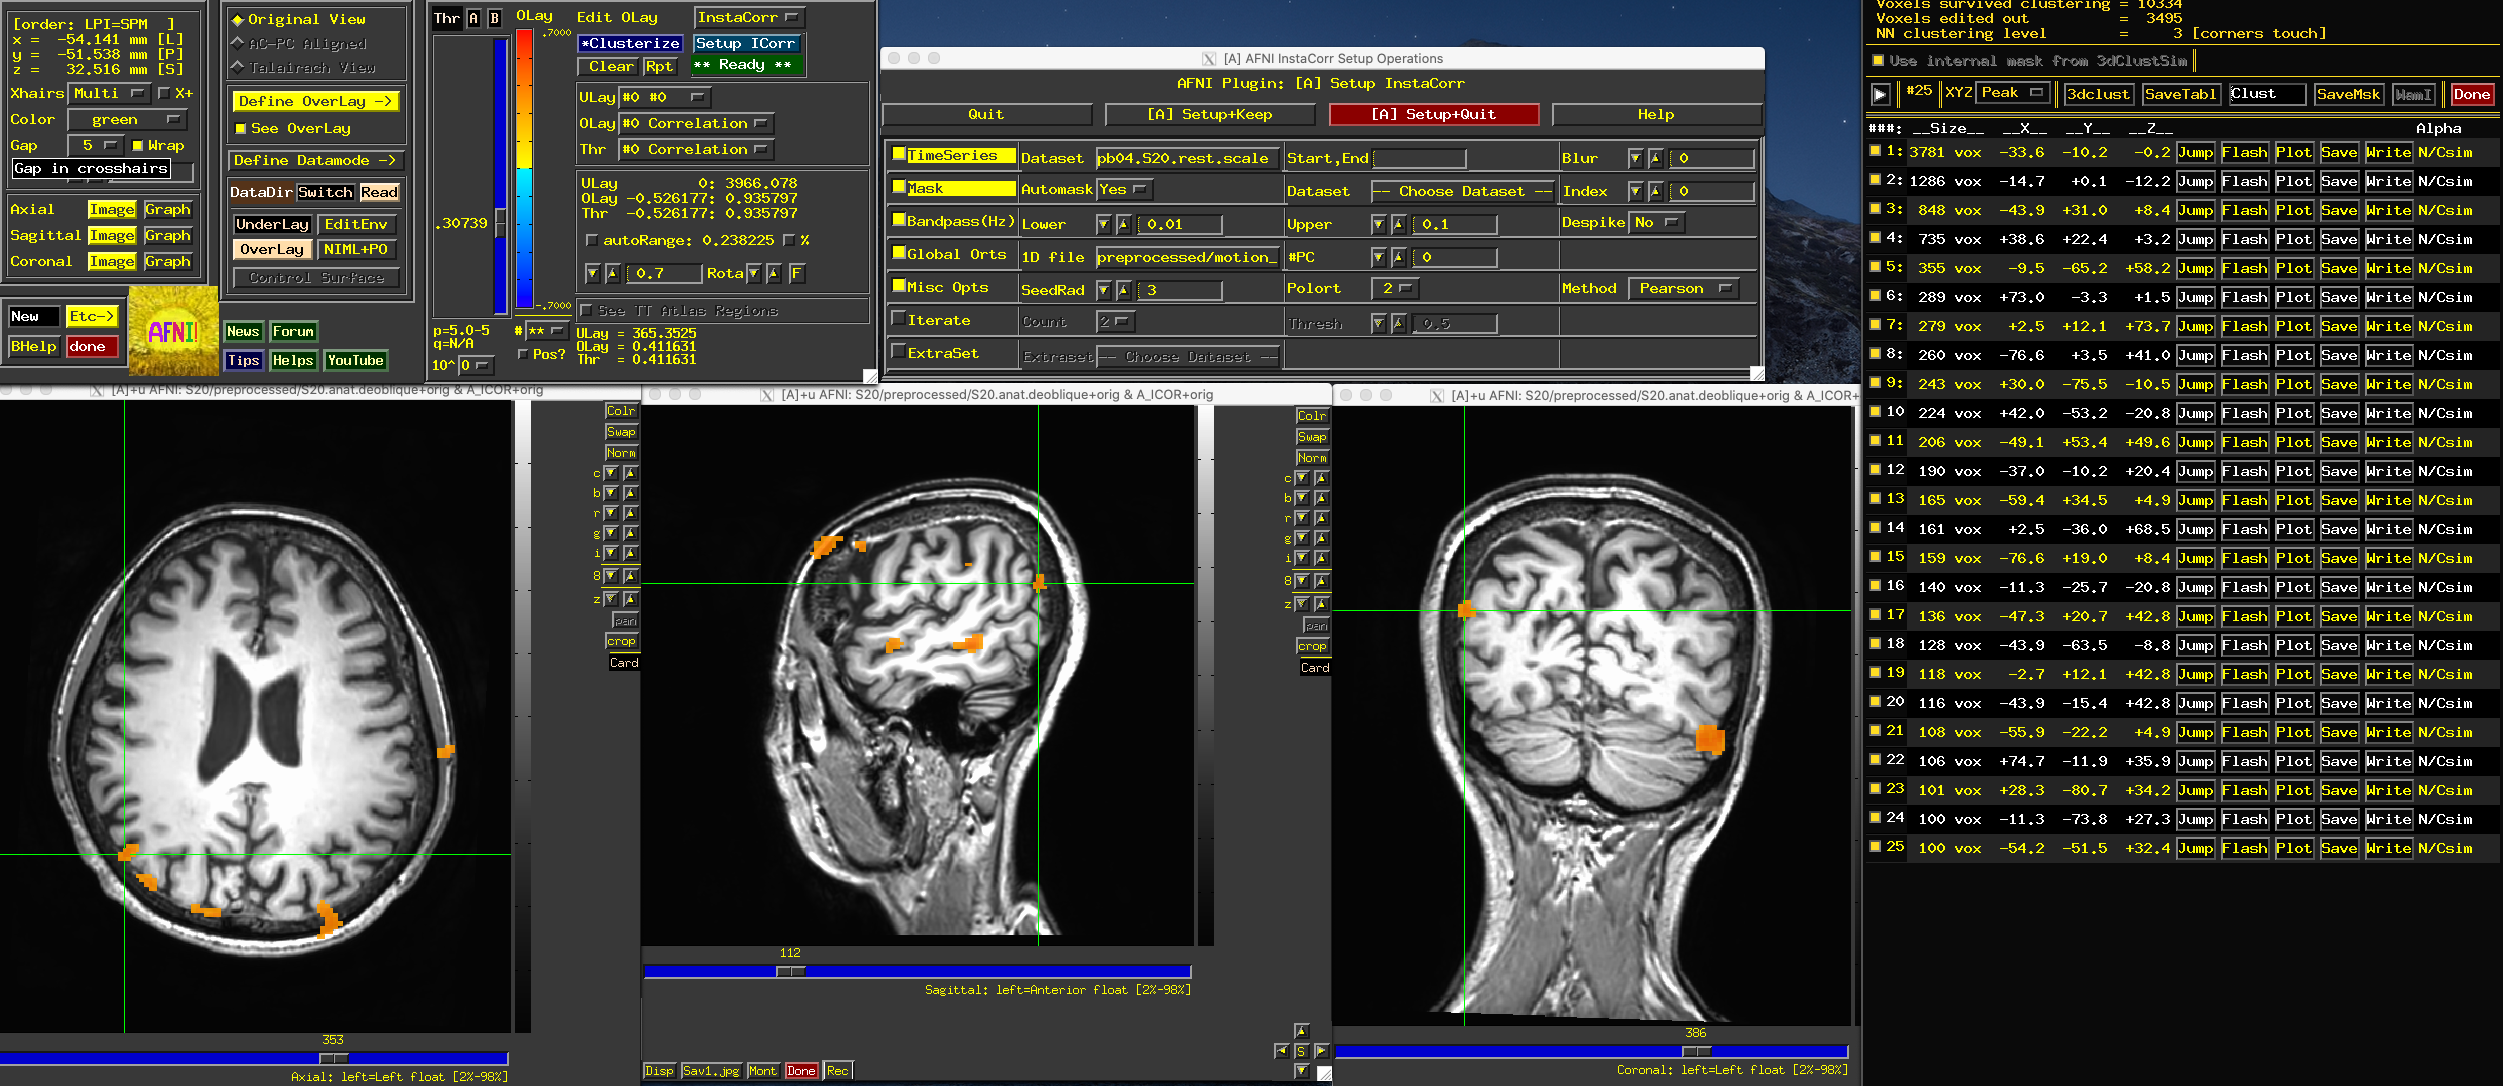 [order: LPI=SPM ]
x = -54.141 mm [L]
y = -51.538 mm [P]
z = 32.516 mm [S]
Xhairs Multi X+
Color green
Gap 5 Wrap
Gap in crosshairs
Axial Image Graph
Sagittal Image Graph
Coronal Image Graph
New Etc->
BHelp done
AFNI!
Original View
AC-PC Aligned
Talairach View
Define OverLay ->
See OverLay
Define Datamode ->
DataDir Switch Read
UnderLay EditEnv
OverLay NIML+PO
Control Surface
News Forum
Tips Helps YouTube
Thr A B OLay
.30739
.7000
-.7000
p=5.0-5
q=N/A
10^ 0
# **
Pos?
Edit OLay InstaCorr
*Clusterize Setup ICorr
Clear Rpt ** Ready **
ULay #0 #0
OLay #0 Correlation
Thr #0 Correlation
ULay 0: 3966.078
OLay -0.526177: 0.935797
Thr -0.526177: 0.935797
autoRange: 0.238225 %
0.7 Rota F
See TT Atlas Regions
ULay = 365.3525
OLay = 0.411631
Thr = 0.411631
[A] AFNI InstaCorr Setup Operations
AFNI Plugin: [A] Setup InstaCorr
Quit [A] Setup+Keep [A] Setup+Quit Help
TimeSeries Dataset pb04.S20.rest.scale Start,End Blur 0
Mask Automask Yes Dataset -- Choose Dataset -- Index 0
Bandpass(Hz) Lower 0.01 Upper 0.1 Despike No
Global Orts 1D file preprocessed/motion_ #PC 0
Misc Opts SeedRad 3 Polort 2 Method Pearson
Iterate Count 2 Thresh 0.5
ExtraSet Extraset -- Choose Dataset --
Voxels survived clustering = 10334
Voxels edited out = 3495
NN clustering level = 3 [corners touch]
Use internal mask from 3dClustSim
#25 XYZ Peak 3dclust SaveTabl Clust SaveMsk WamI Done
###: __Size__ __X__ __Y__ __Z__ Alpha
1: 3781 vox -33.6 -10.2 -0.2 Jump Flash Plot Save Write N/Csim
2: 1286 vox -14.7 +0.1 -12.2 Jump Flash Plot Save Write N/Csim
3: 848 vox -43.9 +31.0 +8.4 Jump Flash Plot Save Write N/Csim
4: 735 vox +38.6 +22.4 +3.2 Jump Flash Plot Save Write N/Csim
5: 355 vox -9.5 -65.2 +58.2 Jump Flash Plot Save Write N/Csim
6: 289 vox +73.0 -3.3 +1.5 Jump Flash Plot Save Write N/Csim
7: 279 vox +2.5 +12.1 +73.7 Jump Flash Plot Save Write N/Csim
8: 260 vox -76.6 +3.5 +41.0 Jump Flash Plot Save Write N/Csim
9: 243 vox +30.0 -75.5 -10.5 Jump Flash Plot Save Write N/Csim
10 224 vox +42.0 -53.2 -20.8 Jump Flash Plot Save Write N/Csim
11 206 vox -49.1 +53.4 +49.6 Jump Flash Plot Save Write N/Csim
12 190 vox -37.0 -10.2 +20.4 Jump Flash Plot Save Write N/Csim
13 165 vox -59.4 +34.5 +4.9 Jump Flash Plot Save Write N/Csim
14 161 vox +2.5 -36.0 +68.5 Jump Flash Plot Save Write N/Csim
15 159 vox -76.6 +19.0 +8.4 Jump Flash Plot Save Write N/Csim
16 140 vox -11.3 -25.7 -20.8 Jump Flash Plot Save Write N/Csim
17 136 vox -47.3 +20.7 +42.8 Jump Flash Plot Save Write N/Csim
18 128 vox -43.9 -63.5 -8.8 Jump Flash Plot Save Write N/Csim
19 118 vox -2.7 +12.1 +42.8 Jump Flash Plot Save Write N/Csim
20 116 vox -43.9 -15.4 +42.8 Jump Flash Plot Save Write N/Csim
21 108 vox -55.9 -22.2 +4.9 Jump Flash Plot Save Write N/Csim
22 106 vox +74.7 -11.9 +35.9 Jump Flash Plot Save Write N/Csim
23 101 vox +28.3 -80.7 +34.2 Jump Flash Plot Save Write N/Csim
24 100 vox -11.3 -73.8 +27.3 Jump Flash Plot Save Write N/Csim
25 100 vox -54.2 -51.5 +32.4 Jump Flash Plot Save Write N/Csim
[A]+u AFNI: S20/preprocessed/S20.anat.deoblique+orig & A_ICOR+orig
Colr
Swap
Norm
c
b
r
g
i
8
z
pan
crop
Card
353
Axial: left=Left float [2%-98%]
[A]+u AFNI: S20/preprocessed/S20.anat.deoblique+orig & A_ICOR+orig
Colr
Swap
Norm
c
b
r
g
i
8
z
pan
crop
Card
112
Sagittal: left=Anterior float [2%-98%]
S
Disp Sav1.jpg Mont Done Rec
[A]+u AFNI: S20/preprocessed/S20.anat.deoblique+orig & A_ICOR+
386
Coronal: left=Left float [2%-98%]